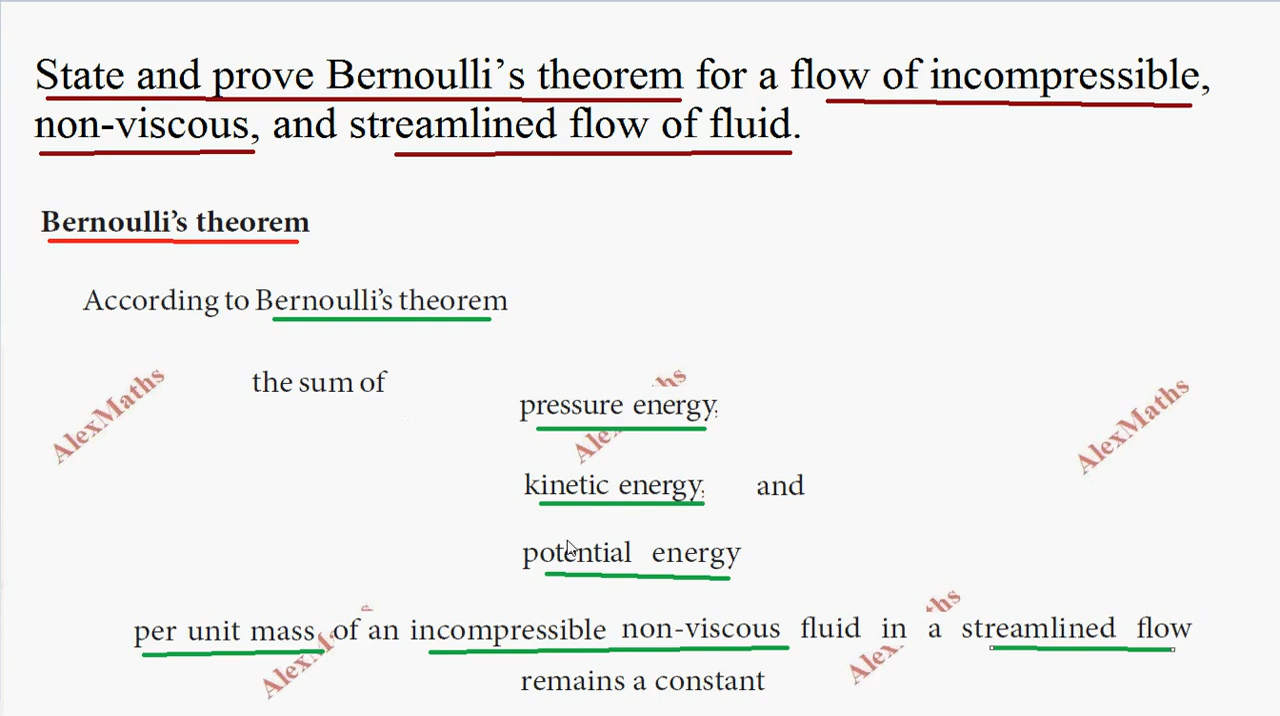 State and prove Bernoulli's theorem for a flow of incompressible,
non-viscous, and streamlined flow of fluid.
Bernoulli's theorem
According to Bernoulli's theorem
the sum of
pressure energy,
kinetic energy, and
potential energy
per unit mass of an incompressible non-viscous fluid in a streamlined flow
remains a constant
AlexMaths
AlexMaths